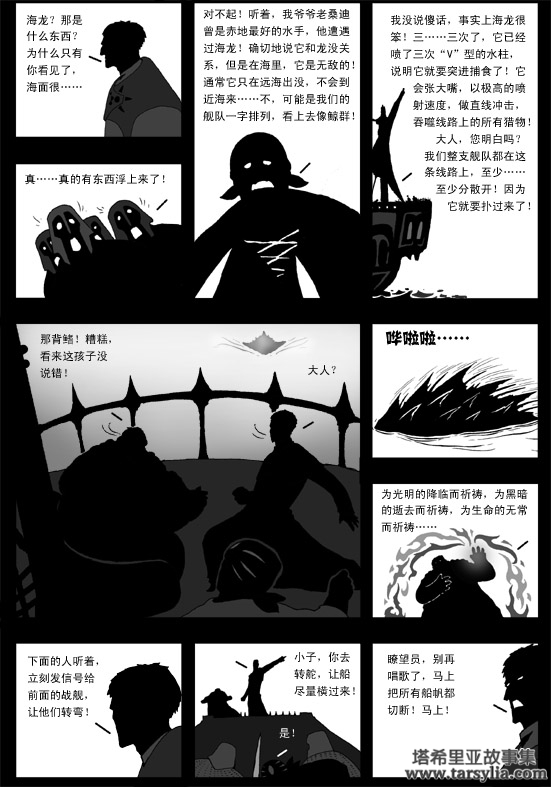 海龙？那是
什么东西？
为什么只有
你看见了，
海面很……
真……真的有东西浮上来了！
对不起！听着，我爷爷老桑迪
曾是赤地最好的水手，他遭遇
过海龙！确切地说它和龙没关
系，但是在海里，它是无敌的！
通常它只在远海出没，不会到
近海来……不，可能是我们的
舰队一字排列，看上去像鲸群！
我没说傻话，事实上海龙很
笨！三……三次了，它已经
喷了三次“V”型的水柱，
说明它就要突进捕食了！它
会张大嘴，以极高的喷
射速度，做直线冲击，
吞噬线路上的所有猎物！
大人，您明白吗？
我们整支舰队都在这
条线路上，至少……
至少分散开！因为
它就要扑过来了！
那背鳍！糟糕，
看来这孩子没
说错！
大人？
哗啦啦……
为光明的降临而祈祷，为黑暗
的逝去而祈祷，为生命的无常
而祈祷……
下面的人听着，
立刻发信号给
前面的战舰，
让他们转弯！
小子，你去
转舵，让船
尽量横过来！
是！
瞭望员，别再
唱歌了，马上
把所有船帆都
切断！马上！
塔希里亚故事集
www.tarsylia.com